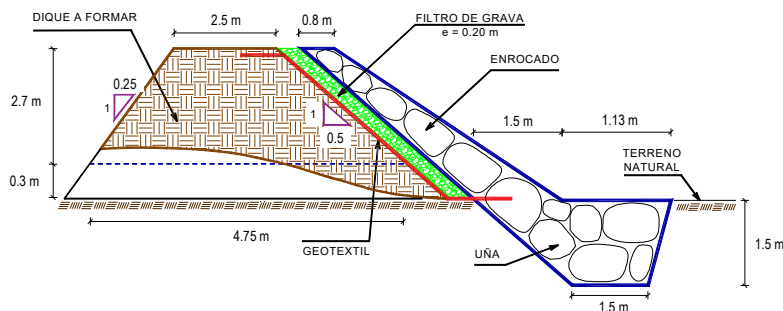 DIQUE A FORMAR
2.5 m
0.8 m
FILTRO DE GRAVA
e = 0.20 m
ENROCADO
0.25
1
2.7 m
1
0.5
1.5 m
1.13 m
TERRENO
NATURAL
0.3 m
4.75 m
GEOTEXTIL
UÑA
1.5 m
1.5 m